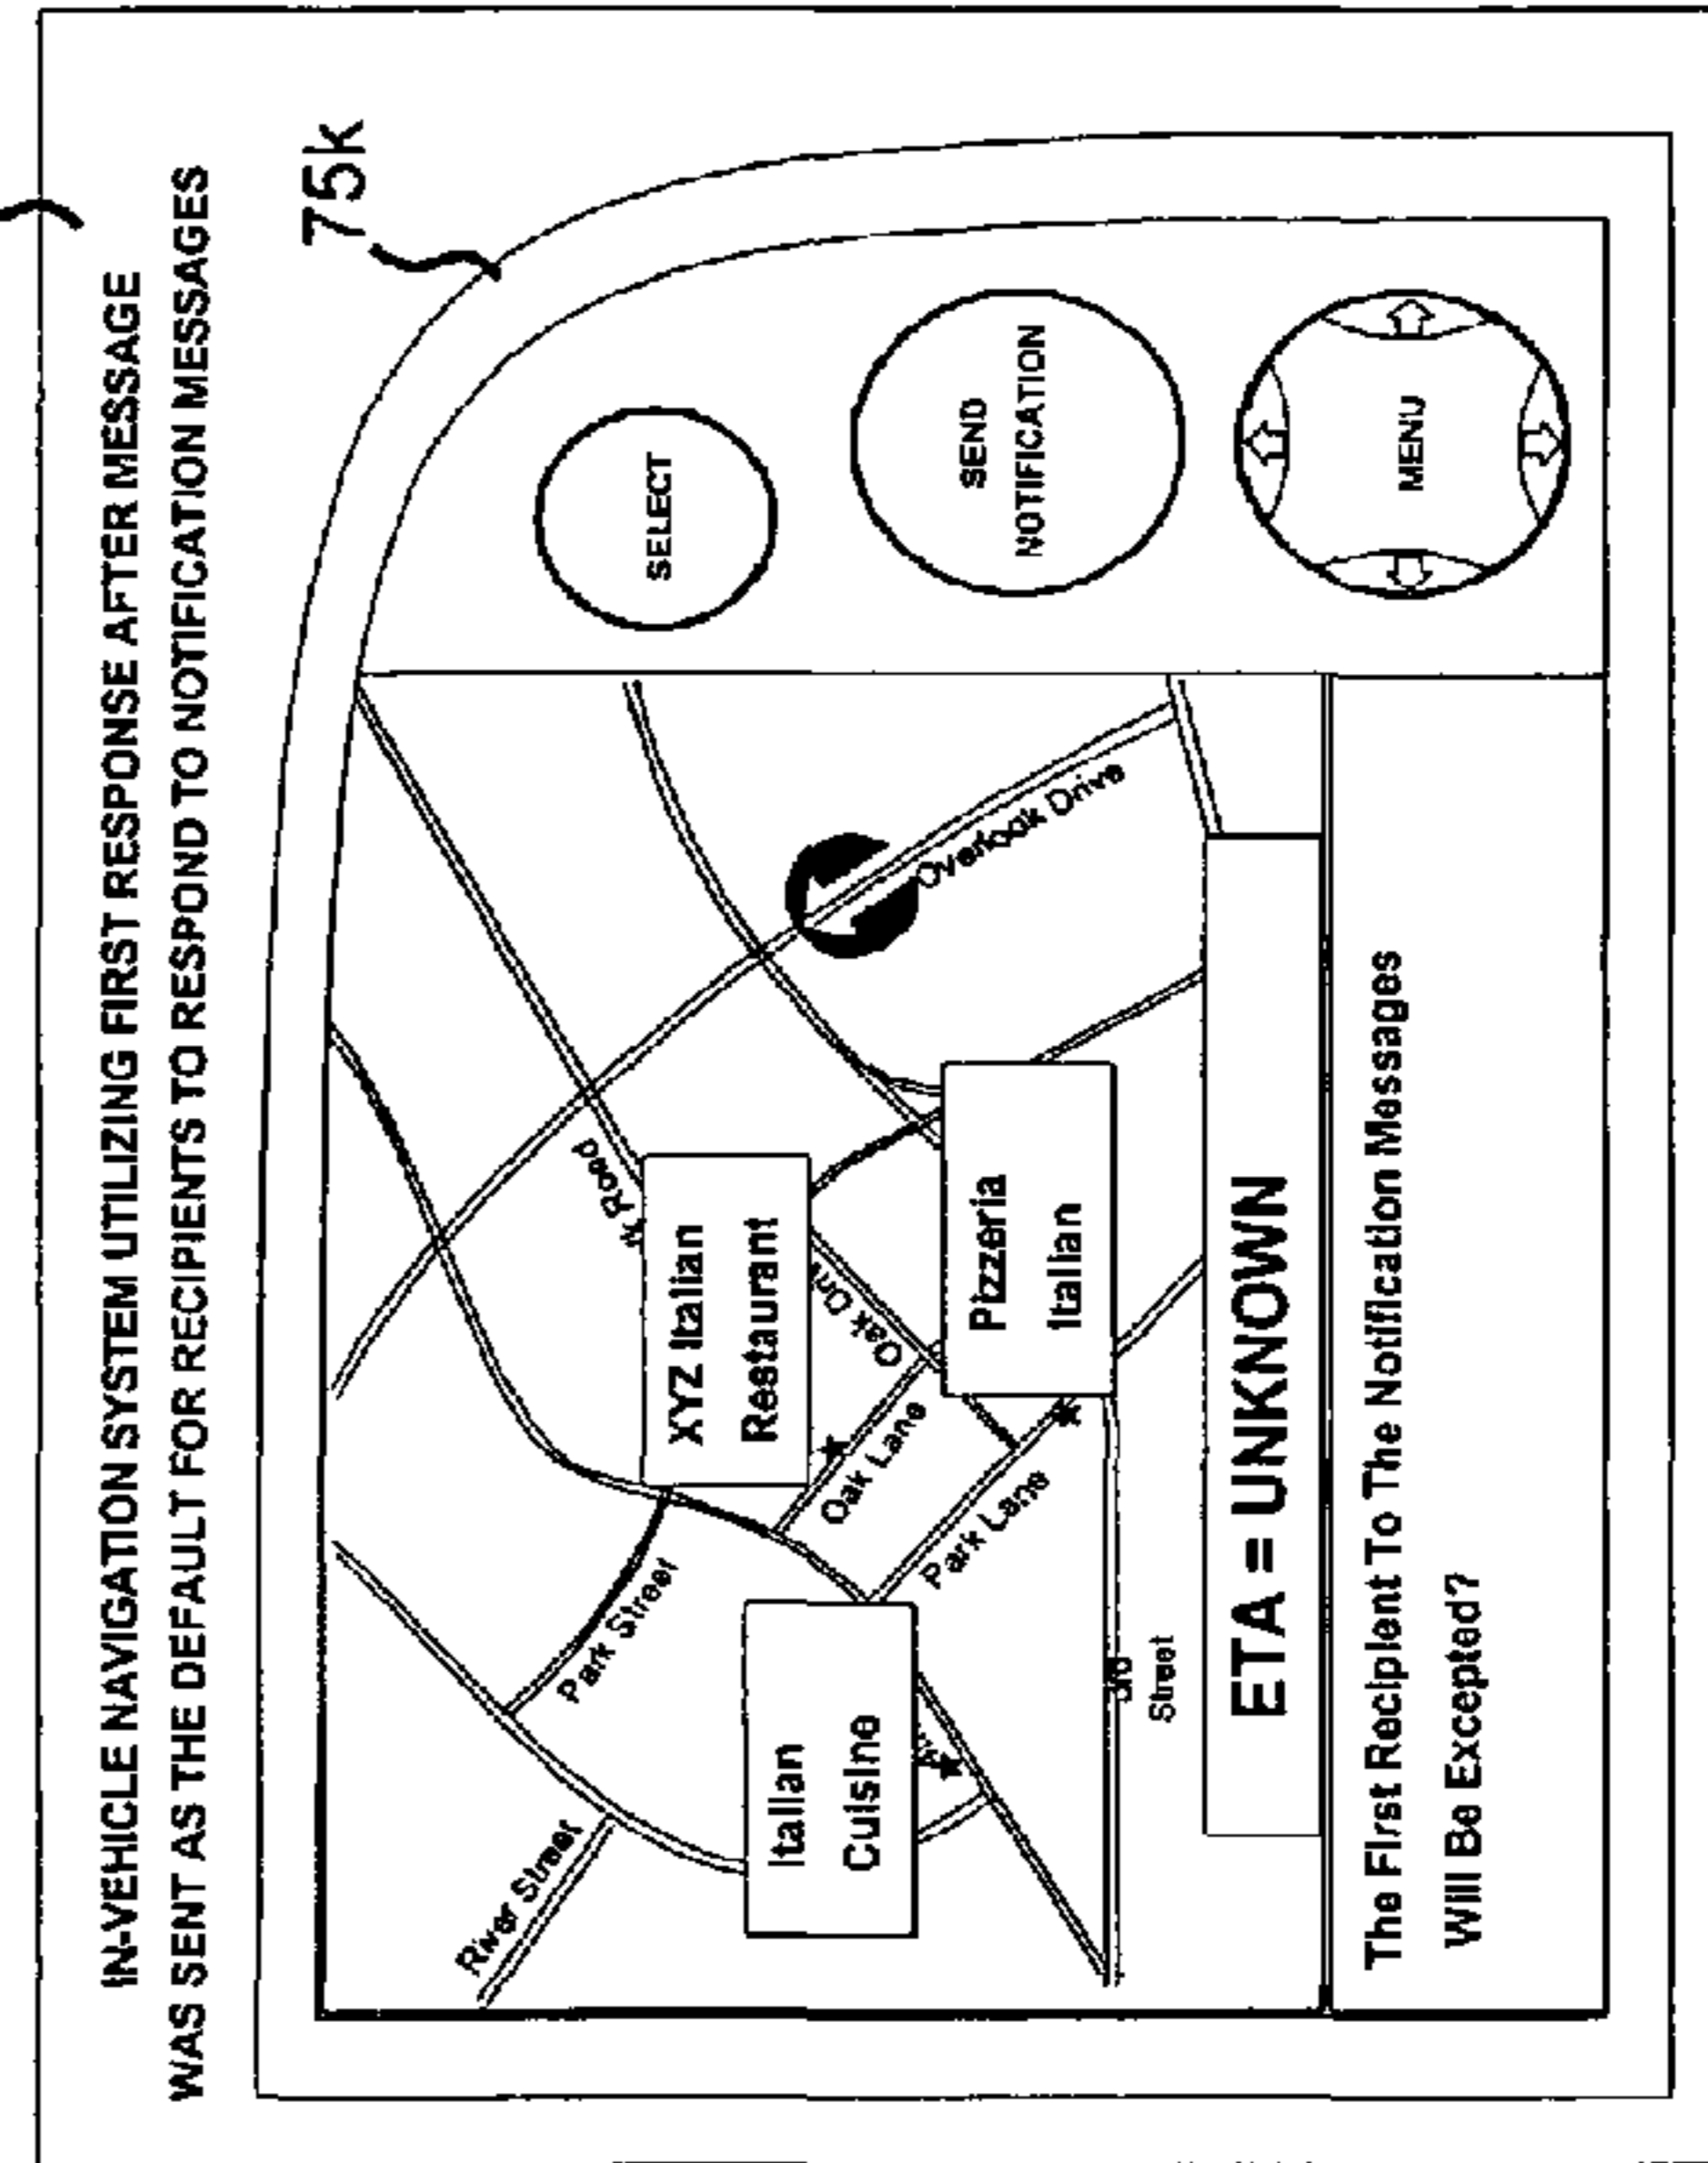 IN-VEHICLE NAVIGATION SYSTEM UTILIZING FIRST RESPONSE AFTER MESSAGE
WAS SENT AS THE DEFAULT FOR RECIPIENTS TO RESPOND TO NOTIFICATION MESSAGES
75k
River Street
Park Street
Road
XYZ Italian
Restaurant
SELECT
Italian
Cuisine
Oak Lane
Oak
Overlook Drive
Park Lane
Pizzeria
Italian
SEND
NOTIFICATION
Street
ETA = UNKNOWN
MENU
The First Recipient To The Notification Messages
Will Be Excepted?